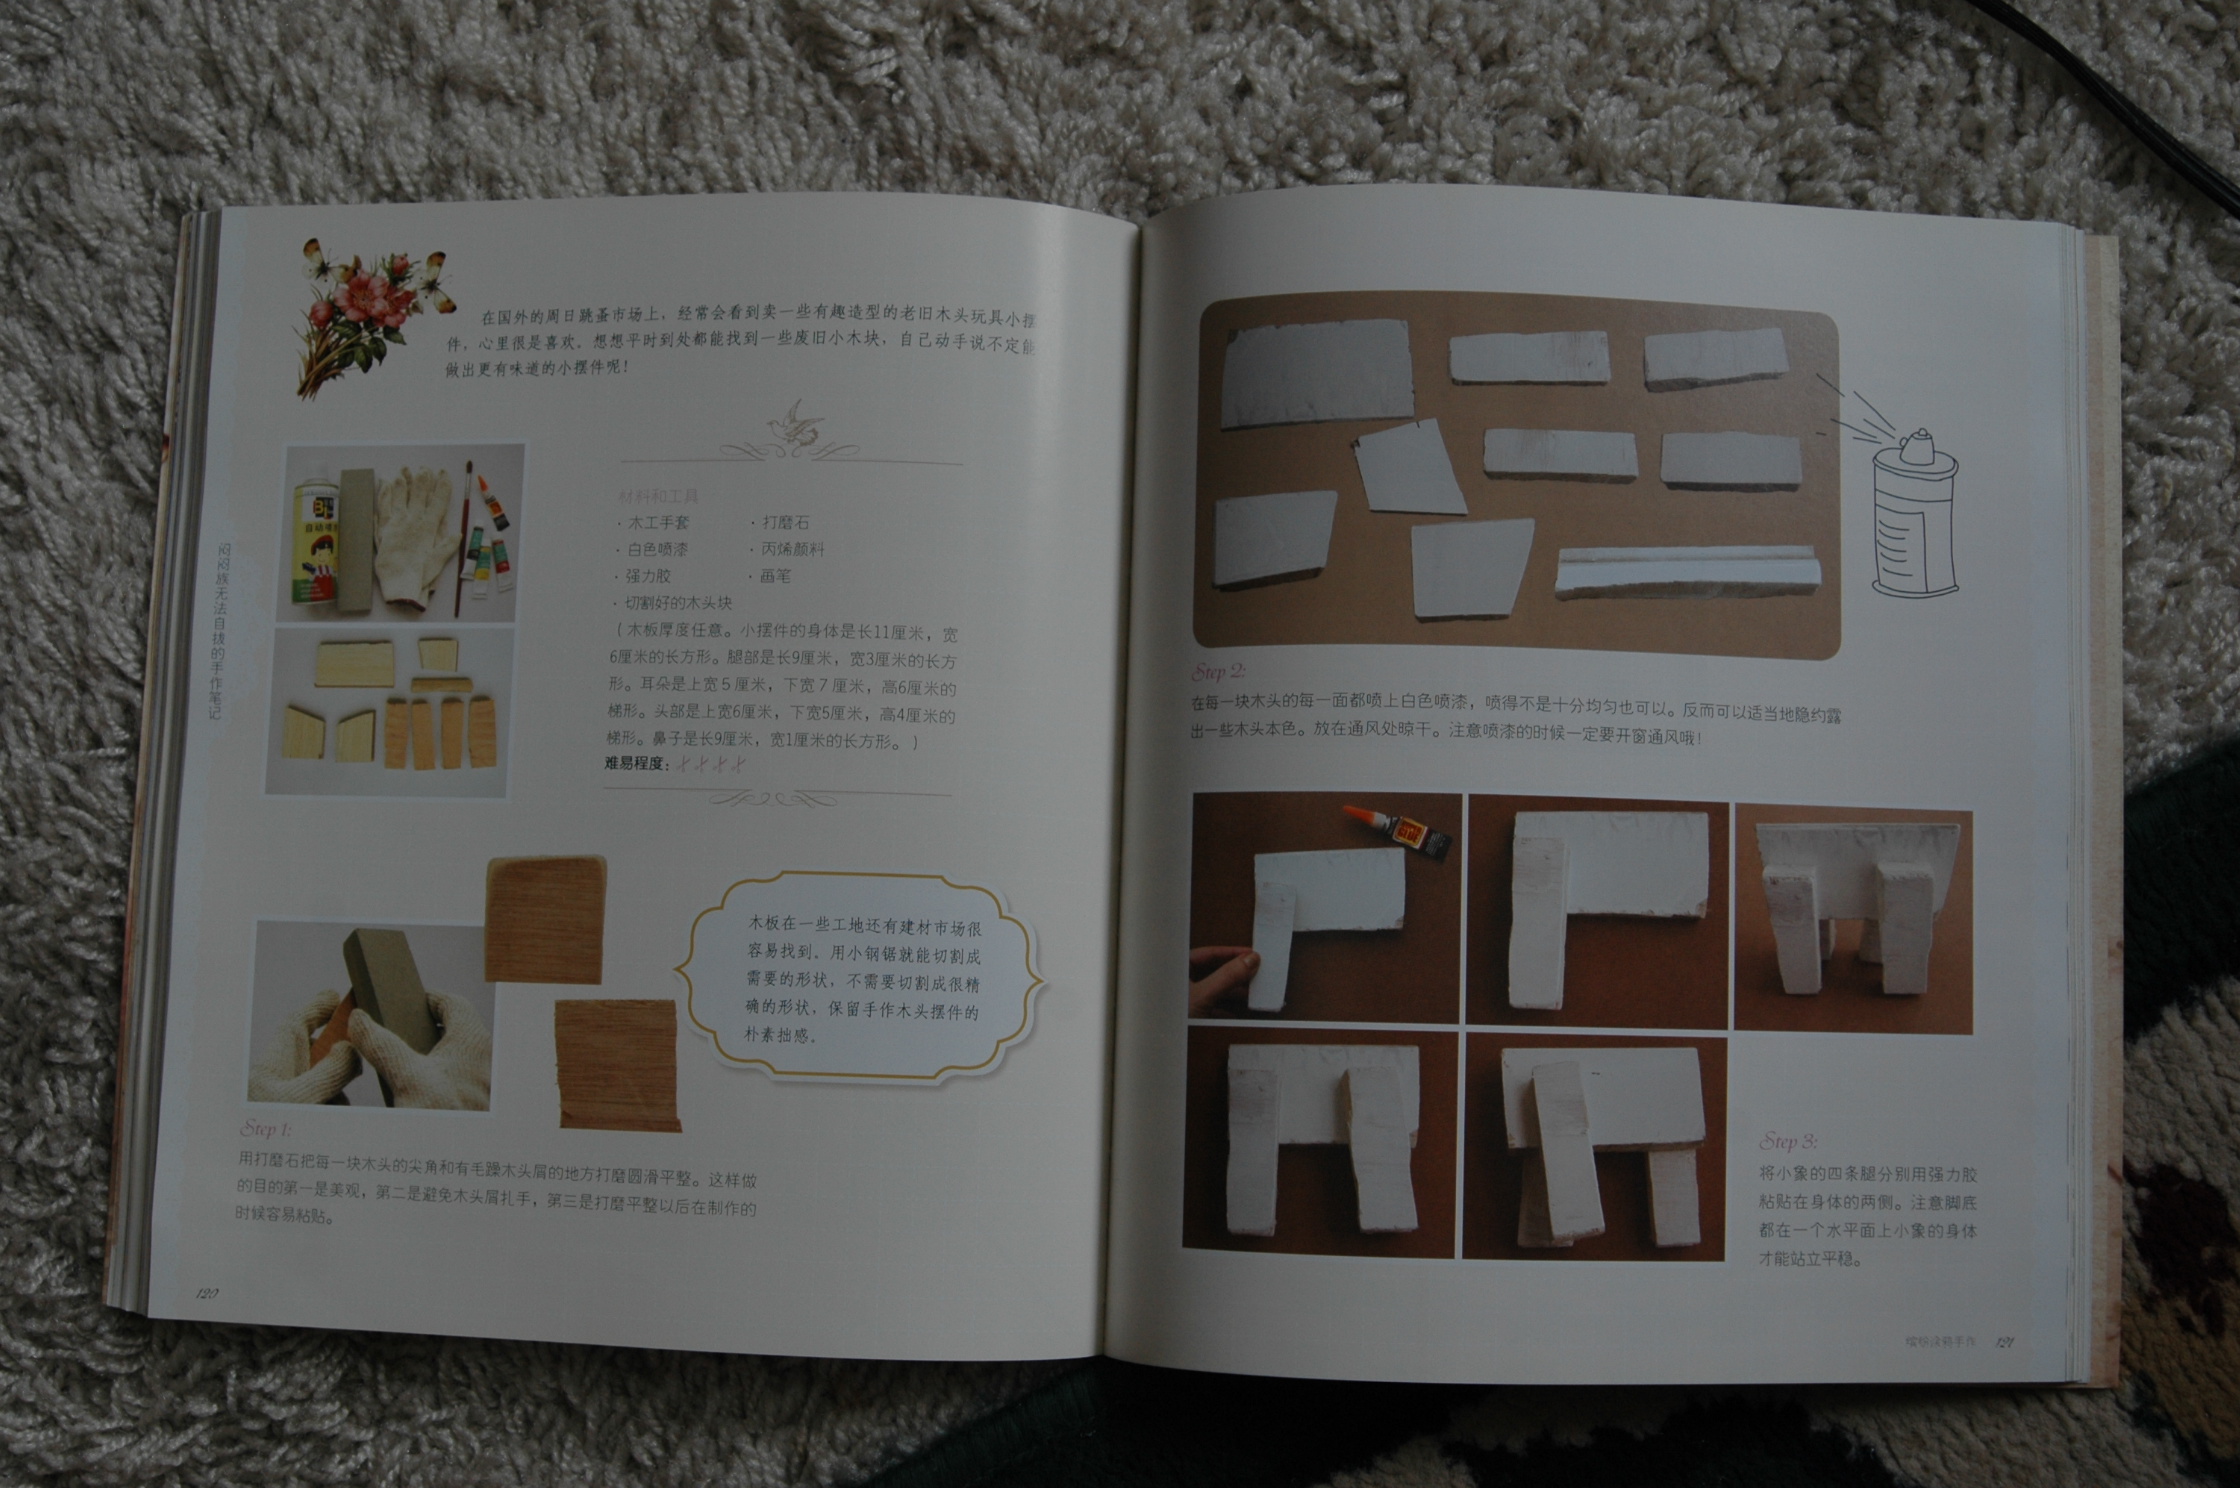 在国外的周日跳蚤市场上，经常会看到卖一些有趣造型的老旧木头玩具小摆
件，心里很是喜欢。想想平时到处都能找到一些废旧小木块，自己动手说不定能
做出更有味道的小摆件呢！
材料和工具
·木工手套 ·打磨石
·白色喷漆 ·丙烯颜料
·强力胶 ·画笔
·切割好的木头块
（木板厚度任意。小摆件的身体是长11厘米，宽
6厘米的长方形。腿部是长9厘米，宽3厘米的长方
形。耳朵是上宽5厘米，下宽7厘米，高6厘米的
梯形。头部是上宽6厘米，下宽5厘米，高4厘米的
梯形。鼻子是长9厘米，宽1厘米的长方形。）
难易程度：
木板在一些工地还有建材市场很
容易找到。用小钢锯就能切割成
需要的形状，不需要切割成很精
确的形状，保留手作木头摆件的
朴素拙感。
Step 1:
用打磨石把每一块木头的尖角和有毛躁木头屑的地方打磨圆滑平整。这样做
的目的第一是美观，第二是避免木头屑扎手，第三是打磨平整以后在制作的
时候容易粘贴。
闷闷族无法自拔的手作笔记
120
Step 2:
在每一块木头的每一面都喷上白色喷漆，喷得不是十分均匀也可以。反而可以适当地隐约露
出一些木头本色。放在通风处晾干。注意喷漆的时候一定要开窗通风哦！
Step 3:
将小象的四条腿分别用强力胶
粘贴在身体的两侧。注意脚底
都在一个水平面上小象的身体
才能站立平稳。
121